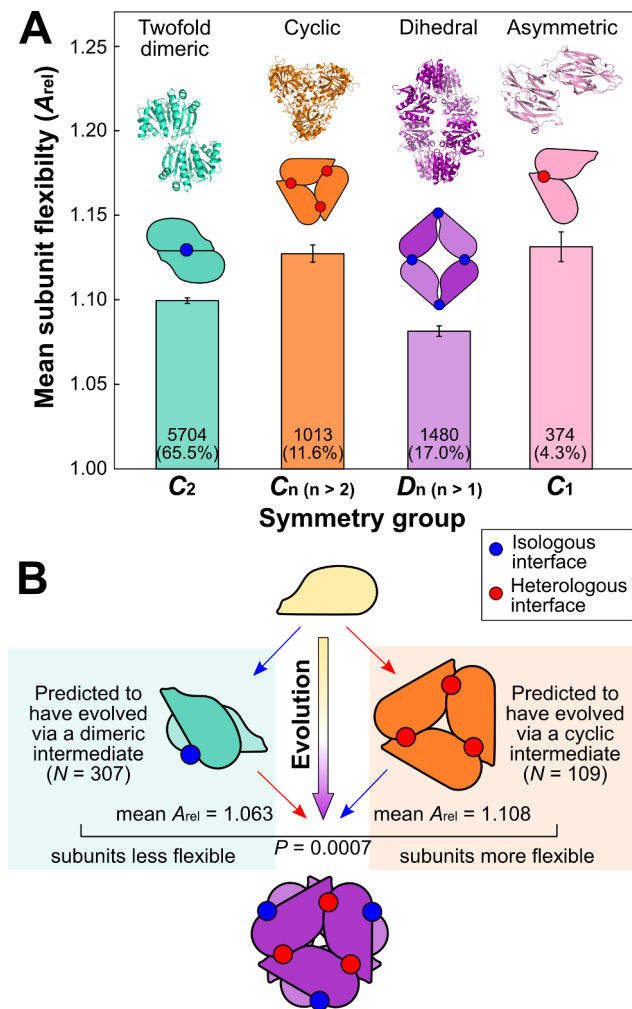 A
Twofold
dimeric
Cyclic
Dihedral
Asymmetric
Mean subunit flexibilty (Arel)
1.25
1.20
1.15
1.10
1.05
1.00
5704
(65.5%)
1013
(11.6%)
1480
(17.0%)
374
(4.3%)
C2
Cn (n > 2)
Dn (n > 1)
C1
Symmetry group
Isologous
interface
Heterologous
interface
B
Evolution
Predicted to
have evolved
via a dimeric
intermediate
(N = 307)
Predicted to
have evolved
via a cyclic
intermediate
(N = 109)
mean Arel = 1.063
mean Arel = 1.108
P = 0.0007
subunits less flexible
subunits more flexible